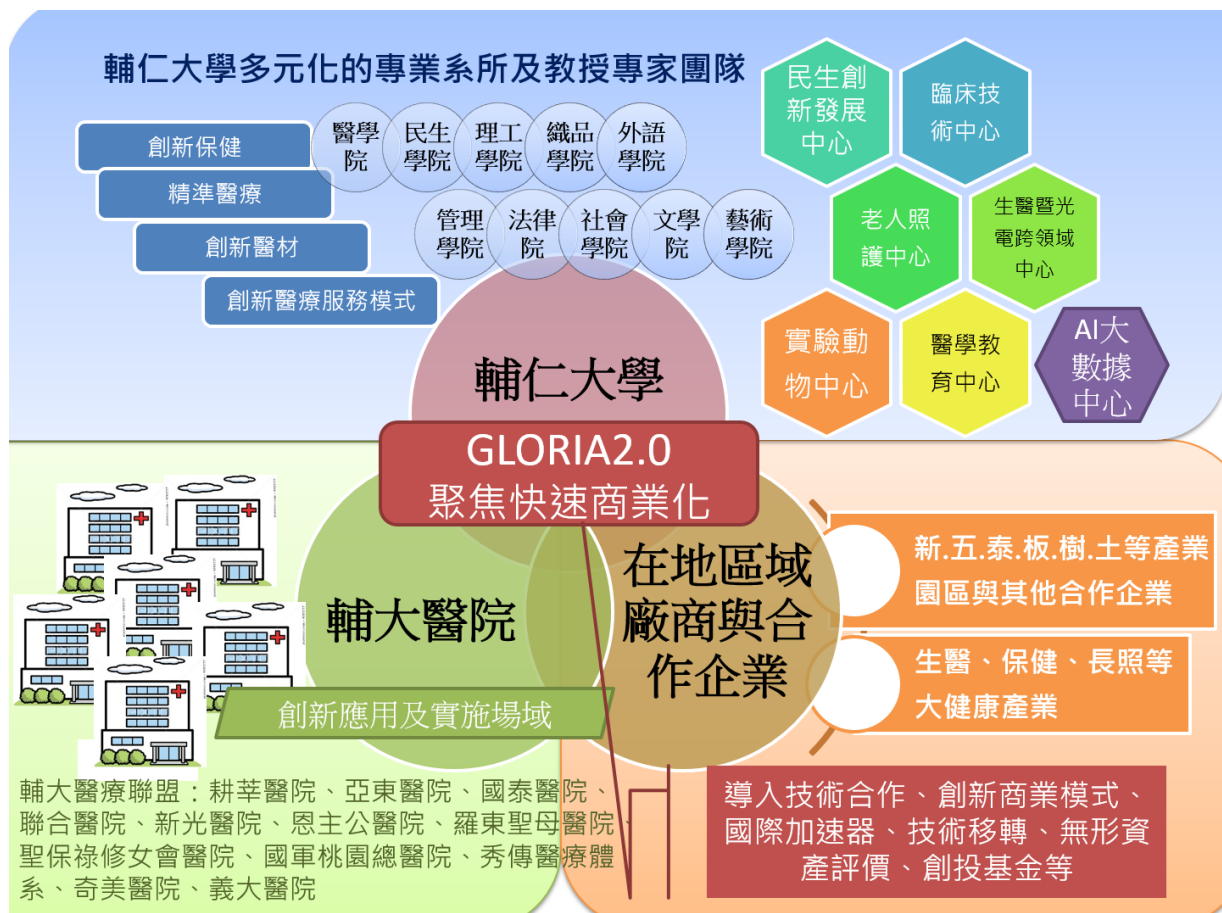 輔仁大學多元化的專業系所及教授專家團隊
創新保健
精準醫療
創新醫材
創新醫療服務模式
醫學
院
民生
學院
理工
學院
織品
學院
外語
學院
管理
學院
法律
院
社會
學院
文學
院
藝術
學院
民生創
新發展
中心
臨床技
術中心
老人照
護中心
生醫暨光
電跨領域
中心
實驗動
物中心
醫學教
育中心
AI大
數據
中心
輔仁大學
GLORIA2.0
聚焦快速商業化
輔大醫院
在地區域
廠商與合
作企業
創新應用及實施場域
新.五.泰.板.樹.土等產業
園區與其他合作企業
生醫、保健、長照等
大健康產業
輔大醫療聯盟：耕莘醫院、亞東醫院、國泰醫院、
聯合醫院、新光醫院、恩主公醫院、羅東聖母醫院、
聖保祿修女會醫院、國軍桃園總醫院、秀傳醫療體
系、奇美醫院、義大醫院
導入技術合作、創新商業模式、
國際加速器、技術移轉、無形資
產評價、創投基金等